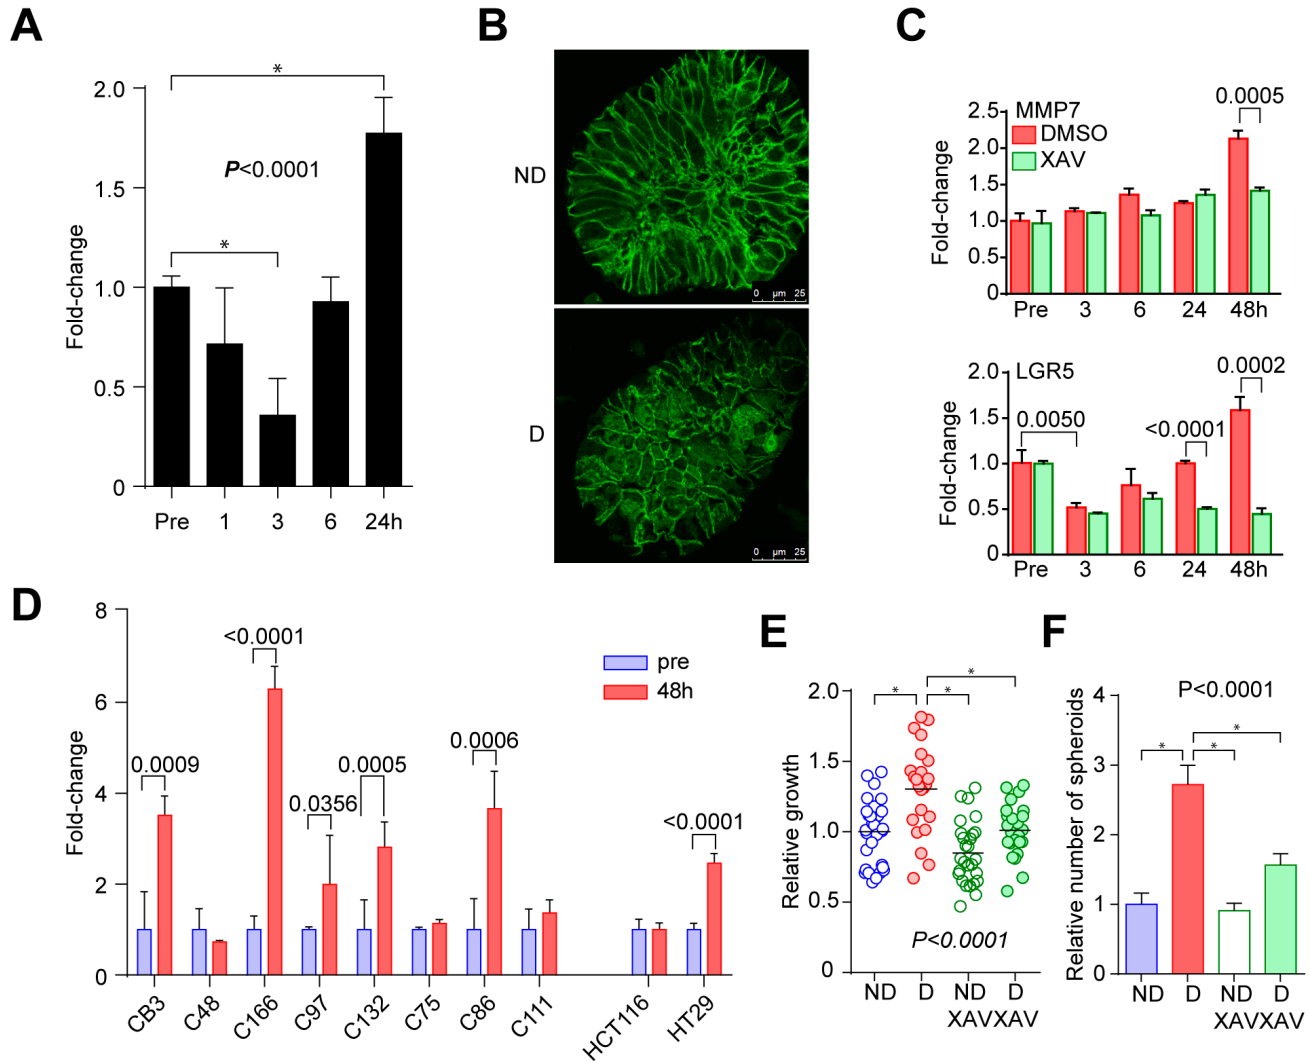 A
2.0
1.5
1.0
0.5
0
Fold-change
*
*
P<0.0001
Pre 1 3 6 24h
B
ND
0 µm 25
D
0 µm 25
C
Fold-change
2.5
2.0
1.5
1.0
0.5
0
MMP7
DMSO
XAV
0.0005
Pre 3 6 24 48h
Fold-change
2.0
1.5
1.0
0.5
0
LGR5
0.0050
<0.0001
0.0002
Pre 3 6 24 48h
D
Fold-change
8
6
4
2
0
0.0009
<0.0001
0.0356
0.0005
0.0006
<0.0001
pre
48h
CB3 C48 C166 C97 C132 C75 C86 C111 HCT116 HT29
E
Relative growth
2.0
1.5
1.0
0.5
0
* * *
P<0.0001
ND D ND D
XAV XAV
F
Relative number of spheroids
4
3
2
1
0
P<0.0001
* * *
ND D ND D
XAV XAV